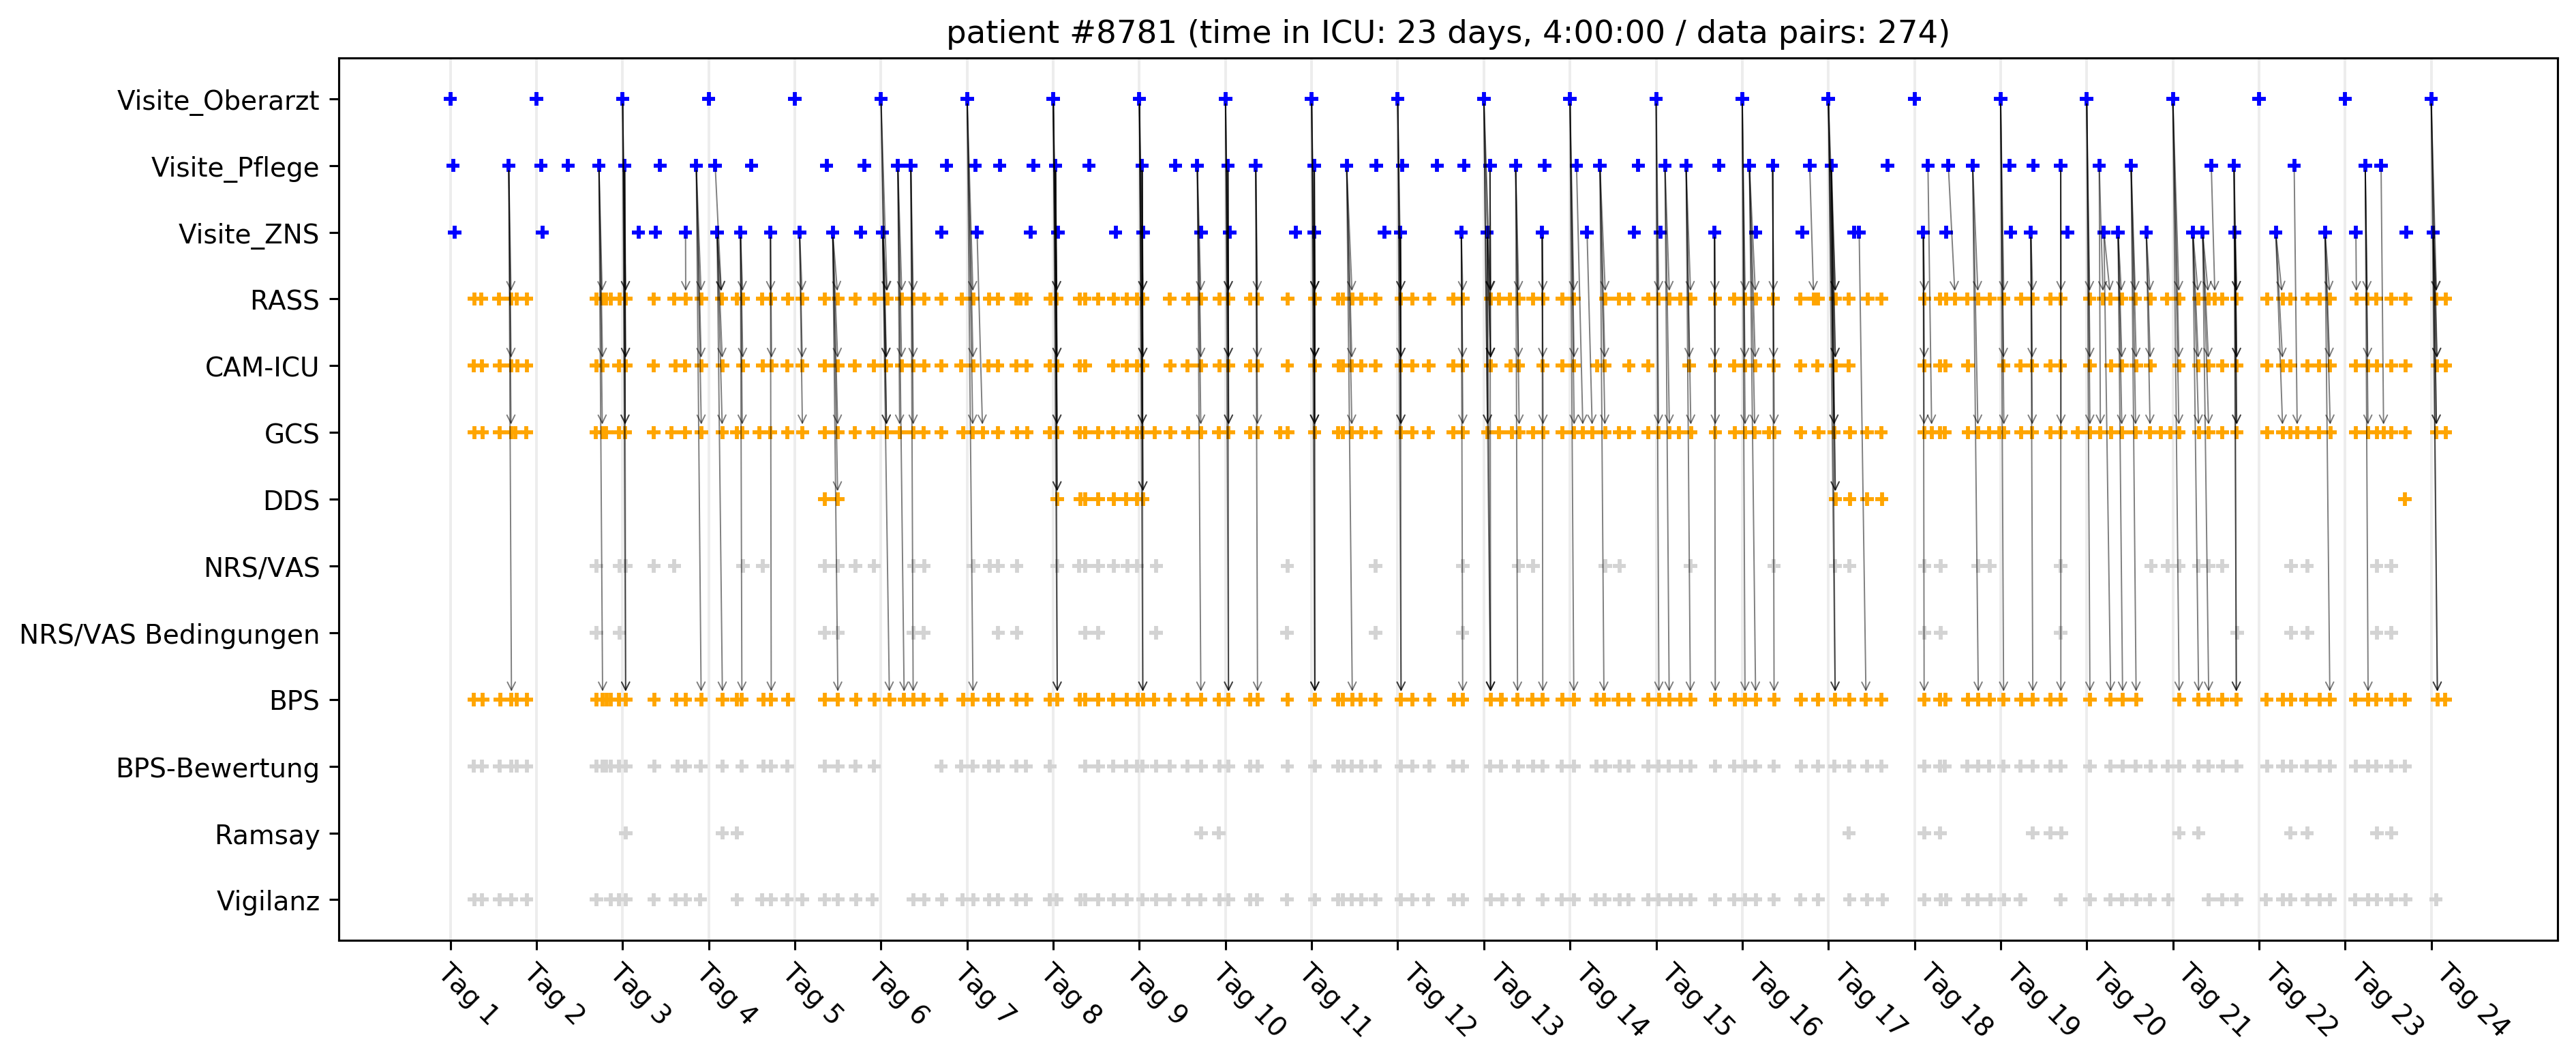 patient #8781 (time in ICU: 23 days, 4:00:00 / data pairs: 274)
Visite_Oberarzt
Visite_Pflege
Visite_ZNS
RASS
CAM-ICU
GCS
DDS
NRS/VAS
NRS/VAS Bedingungen
BPS
BPS-Bewertung
Ramsay
Vigilanz
Tag 1
Tag 2
Tag 3
Tag 4
Tag 5
Tag 6
Tag 7
Tag 8
Tag 9
Tag 10
Tag 11
Tag 12
Tag 13
Tag 14
Tag 15
Tag 16
Tag 17
Tag 18
Tag 19
Tag 20
Tag 21
Tag 22
Tag 23
Tag 24